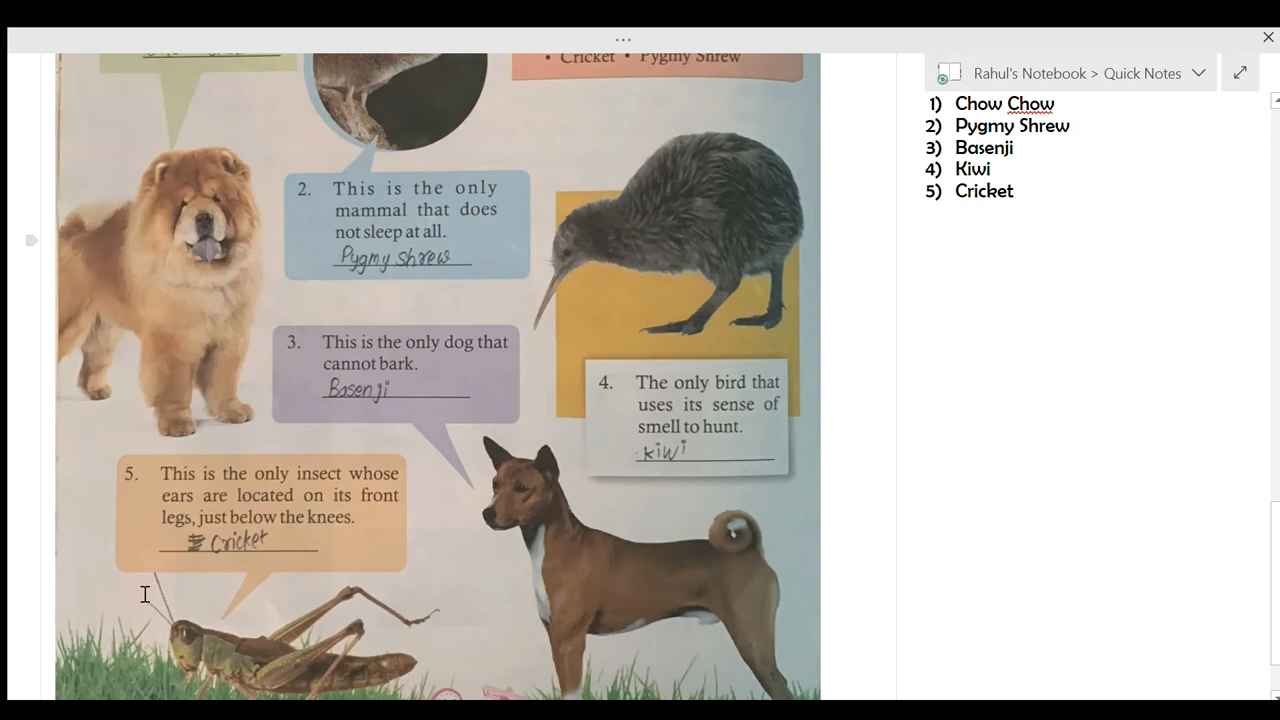 • Cricket • Pygmy Shrew
2. This is the only
mammal that does
not sleep at all.
Pygmy shrew
3. This is the only dog that
cannot bark.
Basenji
4. The only bird that
uses its sense of
smell to hunt.
kiwi
5. This is the only insect whose
ears are located on its front
legs, just below the knees.
Cricket
Rahul's Notebook > Quick Notes
1) Chow Chow
2) Pygmy Shrew
3) Basenji
4) Kiwi
5) Cricket